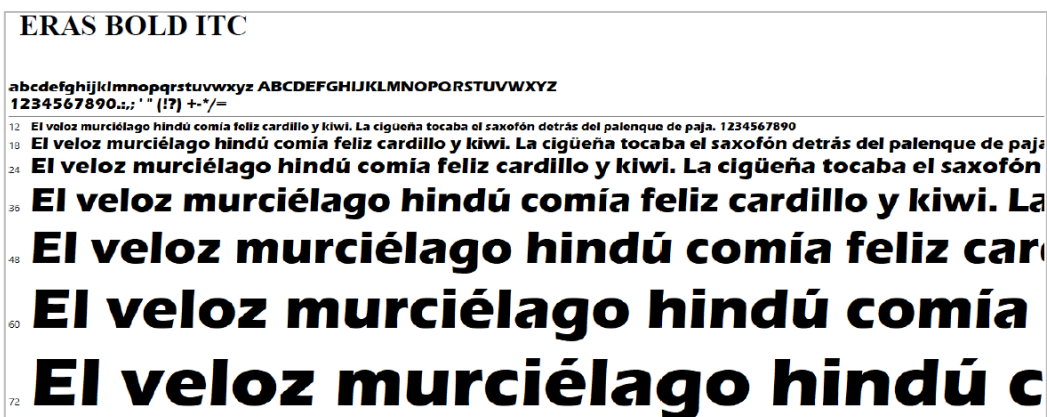 ERAS BOLD ITC
abcdefghijklmnopqrstuvwxyz ABCDEFGHIJKLMNOPQRSTUVWXYZ
1234567890.:,; ' " (!?) +-*/=
12 El veloz murciélago hindú comía feliz cardillo y kiwi. La cigüeña tocaba el saxofón detrás del palenque de paja. 1234567890
18 El veloz murciélago hindú comía feliz cardillo y kiwi. La cigüeña tocaba el saxofón detrás del palenque de paja
24 El veloz murciélago hindú comía feliz cardillo y kiwi. La cigüeña tocaba el saxofón
36 El veloz murciélago hindú comía feliz cardillo y kiwi. La
48 El veloz murciélago hindú comía feliz car
60 El veloz murciélago hindú comía
72 El veloz murciélago hindú c